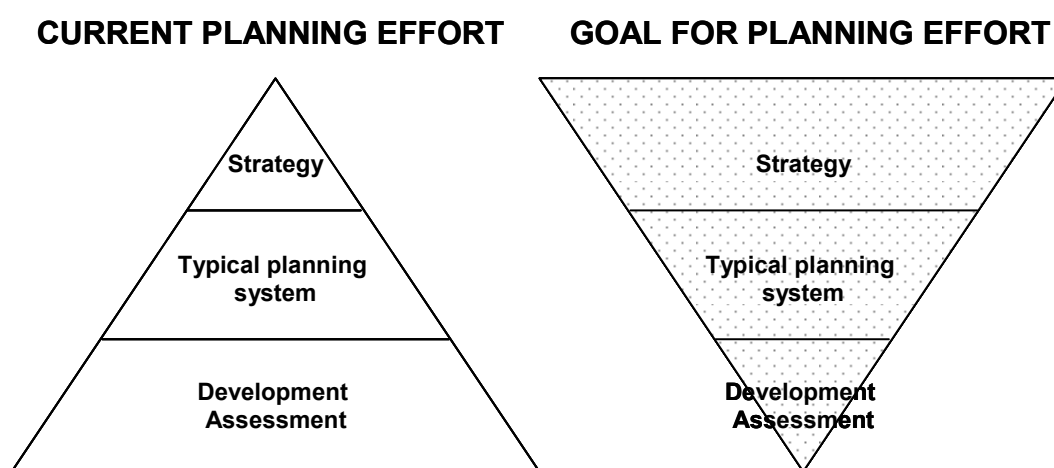 CURRENT PLANNING EFFORT
Strategy
Typical planning
system
Development
Assessment
GOAL FOR PLANNING EFFORT
Strategy
Typical planning
system
Development
Assessment